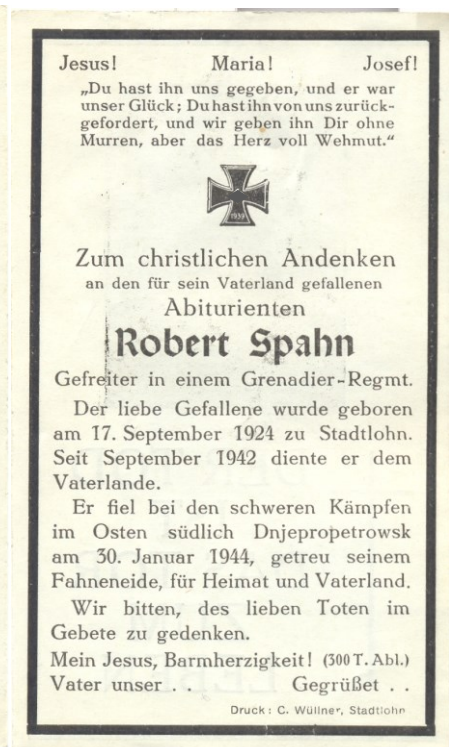 Jesus! Maria! Josef!
„Du hast ihn uns gegeben, und er war
unser Glück; Du hast ihn von uns zurück-
gefordert, und wir geben ihn Dir ohne
Murren, aber das Herz voll Wehmut.“
1939
Zum christlichen Andenken
an den für sein Vaterland gefallenen
Abiturienten
Robert Spahn
Gefreiter in einem Grenadier-Regmt.
Der liebe Gefallene wurde geboren
am 17. September 1924 zu Stadtlohn.
Seit September 1942 diente er dem
Vaterlande.
Er fiel bei den schweren Kämpfen
im Osten südlich Dnjepropetrowsk
am 30. Januar 1944, getreu seinem
Fahneneide, für Heimat und Vaterland.
Wir bitten, des lieben Toten im
Gebete zu gedenken.
Mein Jesus, Barmherzigkeit! (300 T. Abl.)
Vater unser . . Gegrüßet . .
Druck: C. Wüllner, Stadtlohn